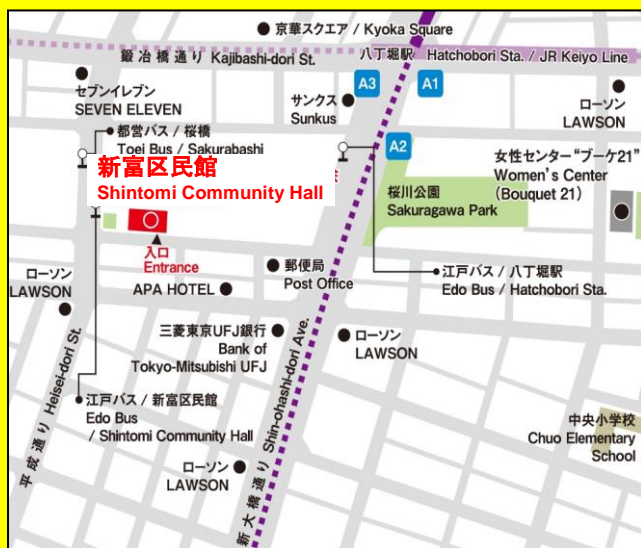 京華スクエア / Kyoka Square
鍛冶橋通り Kajibashi-dori St.
八丁堀駅 Hatchobori Sta. / JR Keiyo Line
セブンイレブン
SEVEN ELEVEN
サンクス
Sunkus
A3
A1
A2
ローソン
LAWSON
都営バス / 桜橋
Toei Bus / Sakurabashi
新富区民館
Shintomi Community Hall
女性センター“ブーケ21”
Women's Center
(Bouquet 21)
桜川公園
Sakuragawa Park
入口
Entrance
郵便局
Post Office
江戸バス / 八丁堀駅
Edo Bus / Hatchobori Sta.
ローソン
LAWSON
APA HOTEL
三菱東京UFJ銀行
Bank of
Tokyo-Mitsubishi UFJ
ローソン
LAWSON
江戸バス / 新富区民館
Edo Bus
/ Shintomi Community Hall
平成通り Heisei-dori St.
新大橋通り Shin-ohashi-dori Ave.
中央小学校
Chuo Elementary
School
ローソン
LAWSON